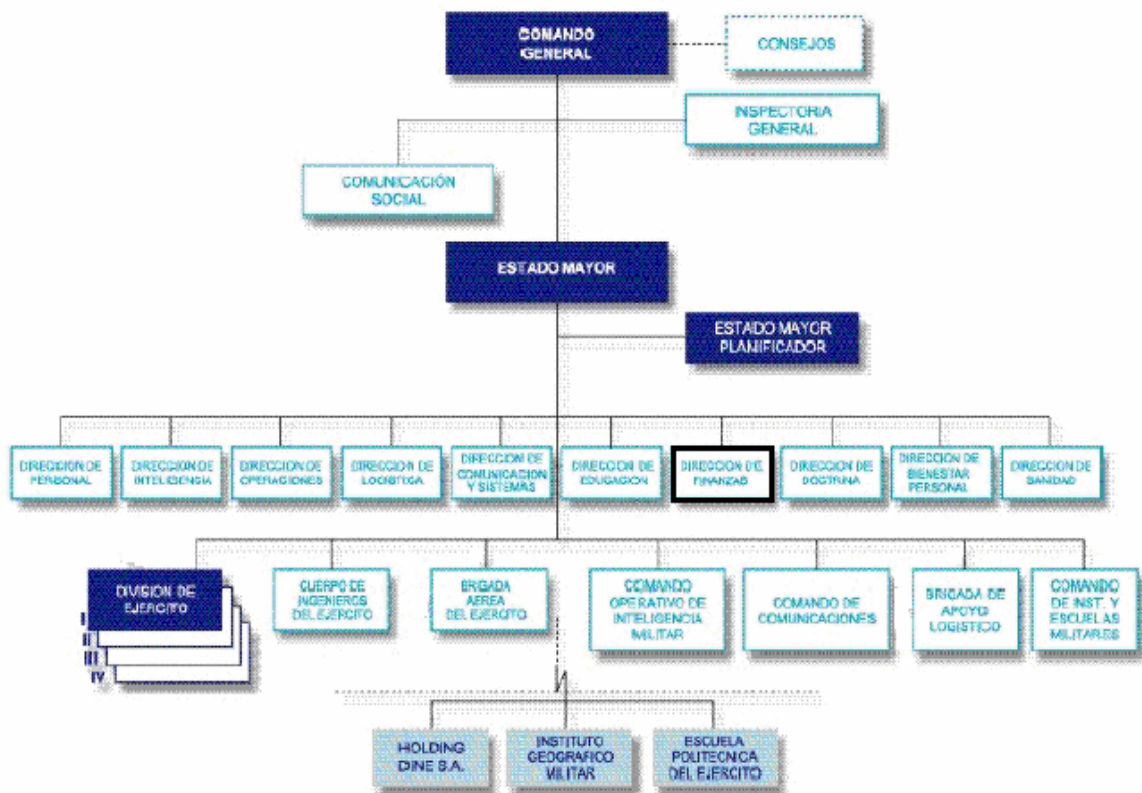 COMANDO
GENERAL
CONSEJOS
INSPECTORIA
GENERAL
COMUNICACIÓN
SOCIAL
ESTADO MAYOR
ESTADO MAYOR
PLANIFICADOR
DIRECCION DE
PERSONAL
DIRECCION DE
INTELIGENCIA
DIRECCION DE
OPERACIONES
DIRECCION DE
LOGISTICA
DIRECCION DE
COMUNICACION
Y SISTEMAS
DIRECCION DE
EDUCACION
DIRECCION DE
FINANZAS
DIRECCION DE
DOCTRINA
DIRECCION DE
BIENESTAR
PERSONAL
DIRECCION DE
SANIDAD
DIVISION DE
EJERCITO
I
II
III
IV
CUERPO DE
INGENIEROS
DEL EJERCITO
BRIGADA
AEREA
DEL EJERCITO
COMANDO
OPERATIVO DE
INTELIGENCIA
MILITAR
COMANDO DE
COMUNICACIONES
BRIGADA DE
APOYO
LOGISTICO
COMANDO
DE INST. Y
ESCUELAS
MILITARES
HOLDING
DINE S.A.
INSTITUTO
GEOGRAFICO
MILITAR
ESCUELA
POLITECNICA
DEL EJERCITO